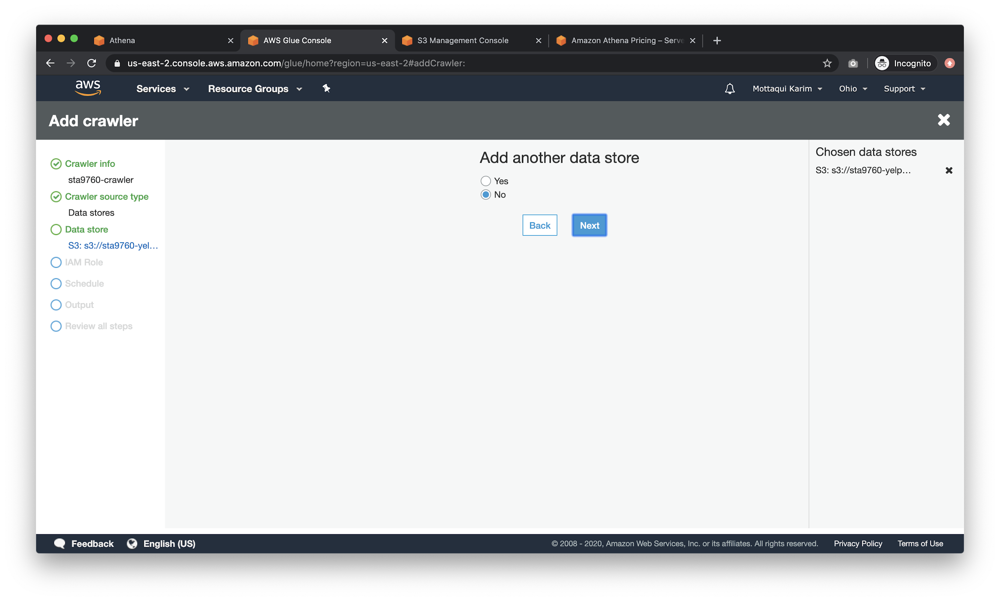 Athena
AWS Glue Console
S3 Management Console
Amazon Athena Pricing – Serve
us-east-2.console.aws.amazon.com/glue/home?region=us-east-2#addCrawler:
Incognito
aws
Services
Resource Groups
Mottaqui Karim
Ohio
Support
Add crawler
Crawler info
sta9760-crawler
Crawler source type
Data stores
Data store
S3: s3://sta9760-yel...
IAM Role
Schedule
Output
Review all steps
Add another data store
Yes
No
Back
Next
Chosen data stores
S3: s3://sta9760-yelp...
Feedback
English (US)
© 2008 - 2020, Amazon Web Services, Inc. or its affiliates. All rights reserved.
Privacy Policy
Terms of Use